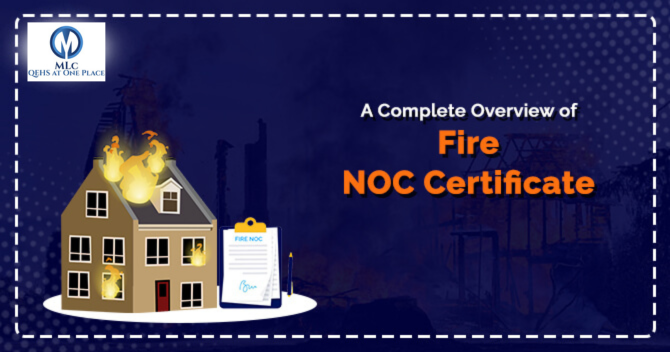 MLC
QEHS at One Place
A Complete Overview of
Fire
NOC Certificate
FIRE NOC